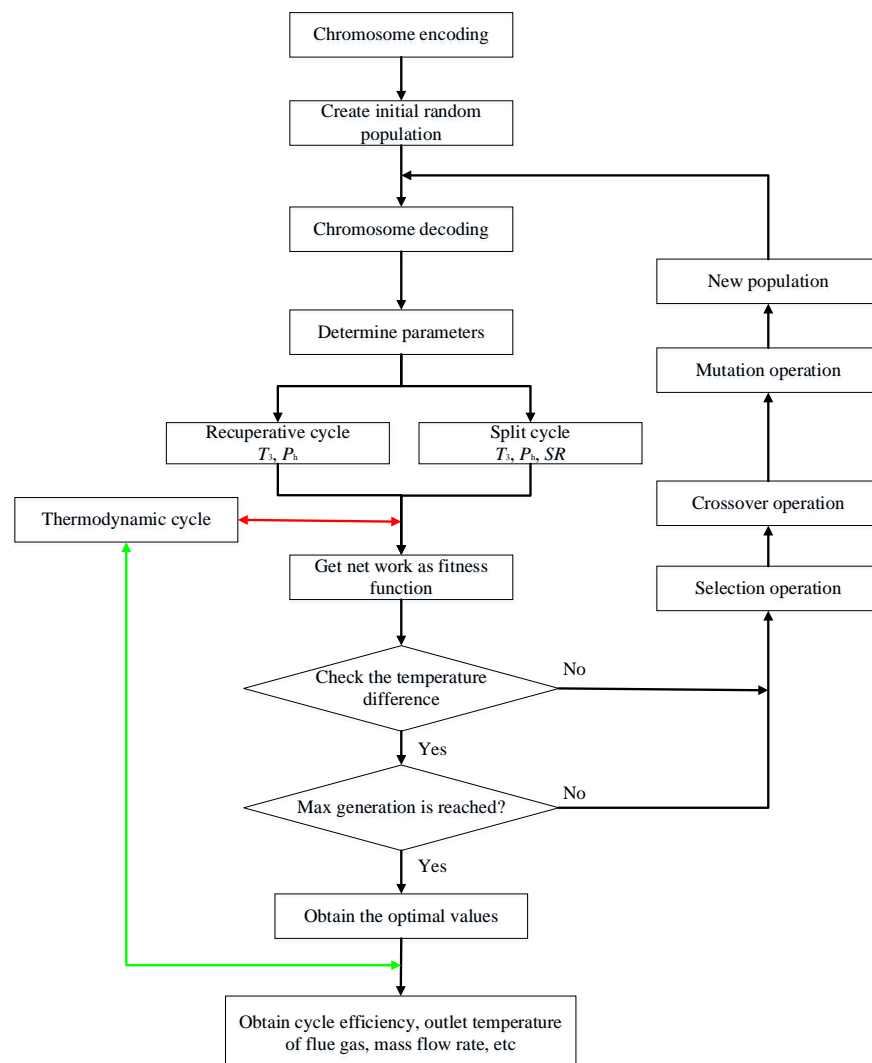 Chromosome encoding
Create initial random
population
Chromosome decoding
New population
Determine parameters
Mutation operation
Recuperative cycle
T₃, Pₕ
Split cycle
T₃, Pₕ, SR
Thermodynamic cycle
Crossover operation
Get net work as fitness
function
Selection operation
Check the temperature
difference
No
Yes
Max generation is reached?
No
Yes
Obtain the optimal values
Obtain cycle efficiency, outlet temperature
of flue gas, mass flow rate, etc